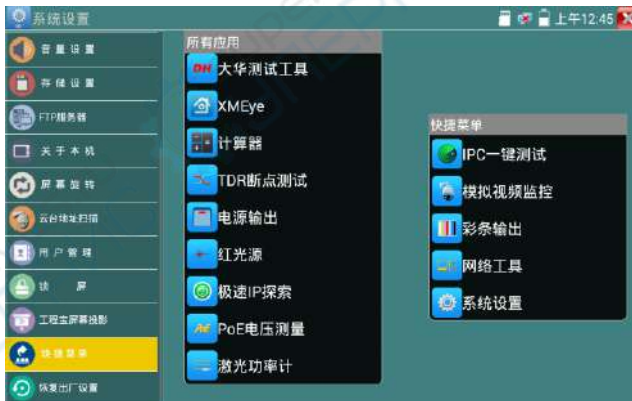 系统设置
上午12:45
音量设置
存储设置
FTP服务器
关于本机
屏幕旋转
云台地址扫描
用户管理
锁 屏
工程宝屏幕投影
快捷菜单
恢复出厂设置
所有应用
大华测试工具
XMEye
计算器
TDR断点测试
电源输出
红光源
极速IP探索
PoE电压测量
激光功率计
快捷菜单
IPC一键测试
模拟视频监控
彩条输出
网络工具
系统设置